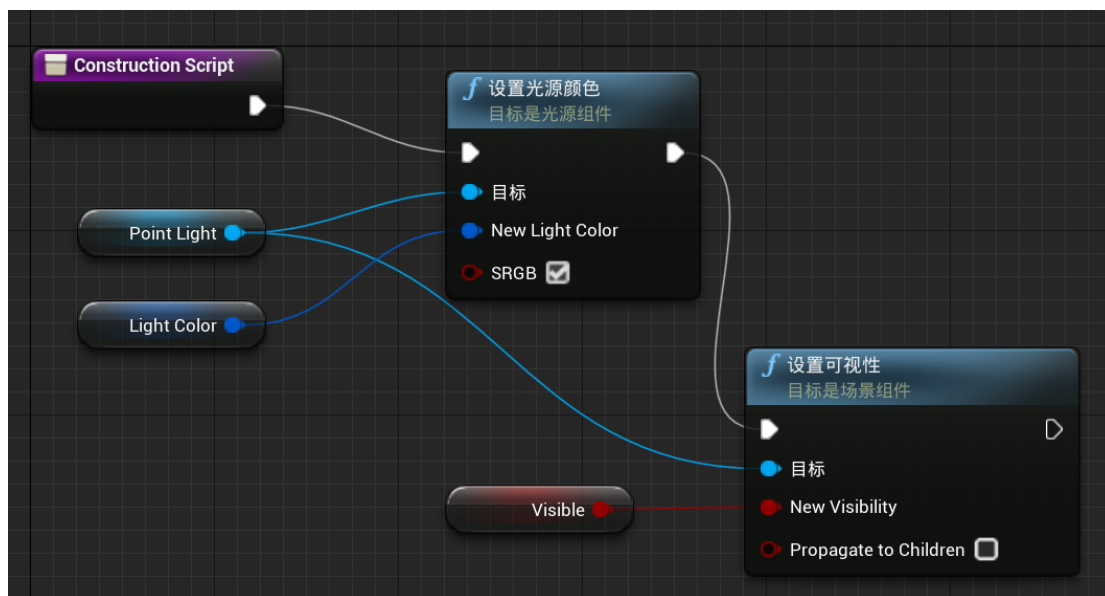 Construction Script
设置光源颜色
目标是光源组件
目标
Point Light
New Light Color
SRGB
Light Color
设置可视性
目标是场景组件
目标
Visible
New Visibility
Propagate to Children